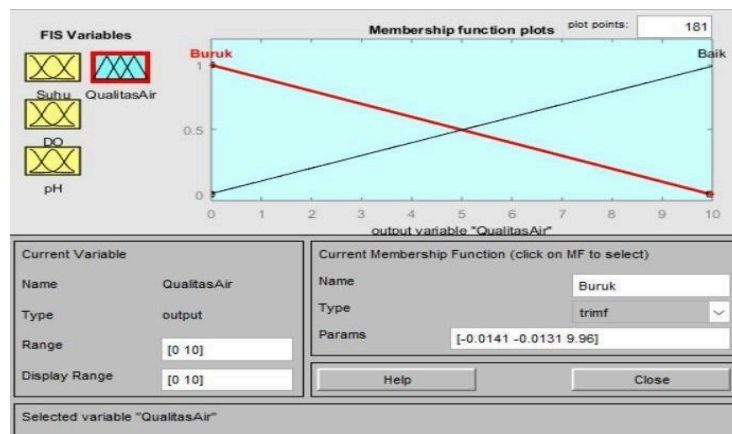 FIS Variables
Membership function plots
plot points:
181
Suhu
QualitasAir
DO
pH
Buruk
Baik
1
0.5
0
0 1 2 3 4 5 6 7 8 9 10
output variable "QualitasAir"
Current Variable
Name QualitasAir
Type output
Range [0 10]
Display Range [0 10]
Current Membership Function (click on MF to select)
Name Buruk
Type trimf
Params [-0.0141 -0.0131 9.96]
Help
Close
Selected variable "QualitasAir"